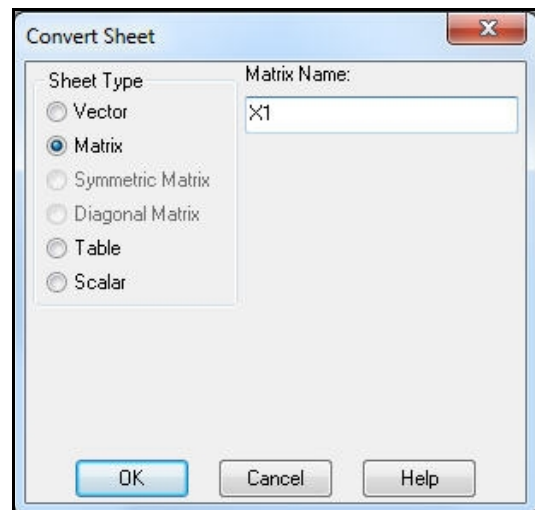 Convert Sheet
Sheet Type
Vector
Matrix
Symmetric Matrix
Diagonal Matrix
Table
Scalar
Matrix Name:
X1
OK
Cancel
Help